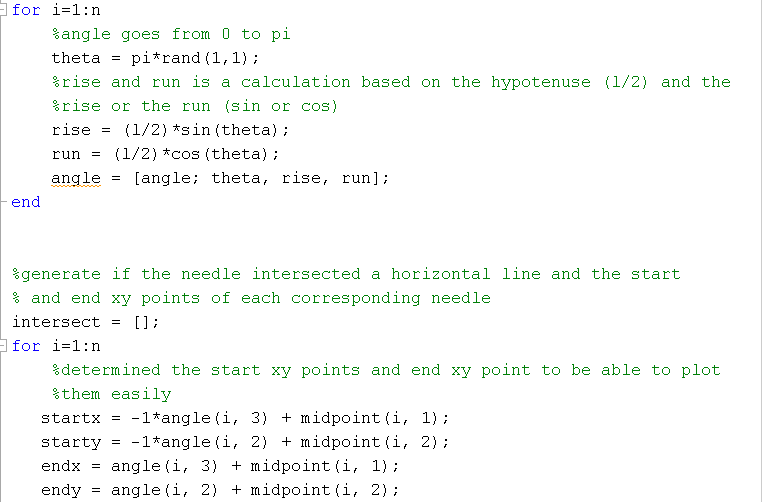 for i=1:n
%angle goes from 0 to pi
theta = pi*rand(1,1);
%rise and run is a calculation based on the hypotenuse (l/2) and the
%rise or the run (sin or cos)
rise = (l/2)*sin(theta);
run = (l/2)*cos(theta);
angle = [angle; theta, rise, run];
end
%generate if the needle intersected a horizontal line and the start
% and end xy points of each corresponding needle
intersect = [];
for i=1:n
%determined the start xy points and end xy point to be able to plot
%them easily
startx = -1*angle(i, 3) + midpoint(i, 1);
starty = -1*angle(i, 2) + midpoint(i, 2);
endx = angle(i, 3) + midpoint(i, 1);
endy = angle(i, 2) + midpoint(i, 2);